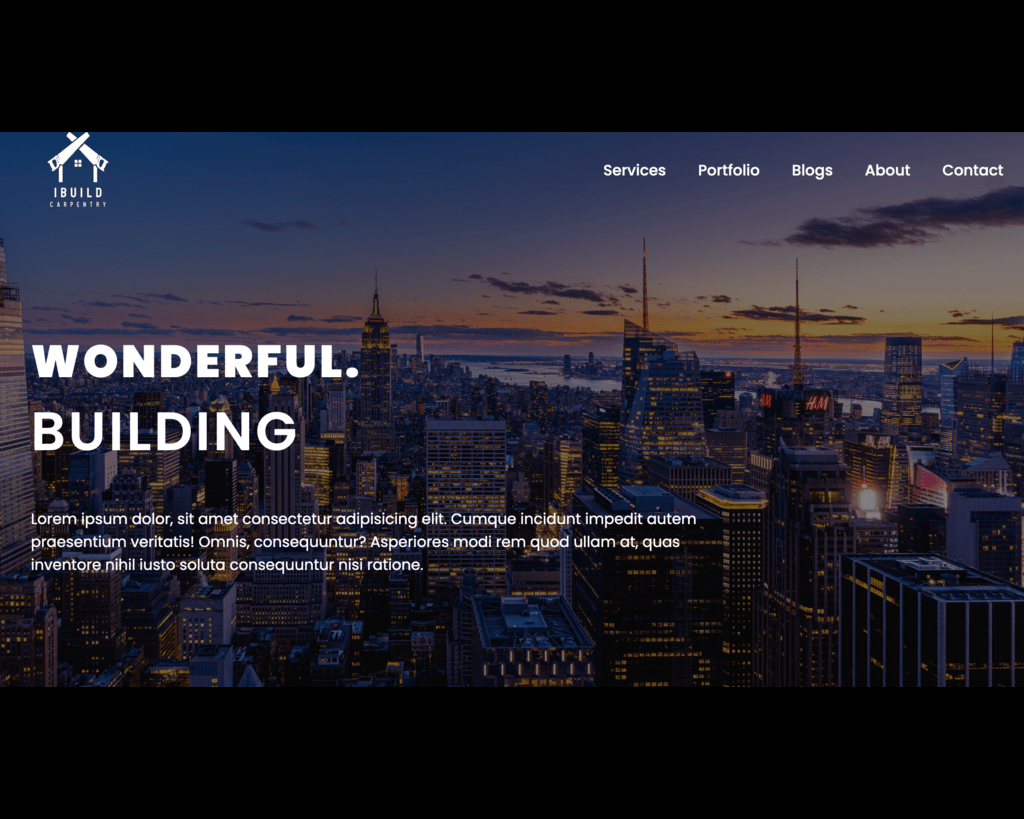 IBUILD
CARPENTRY
Services Portfolio Blogs About Contact
WONDERFUL.
BUILDING
H&M H&M
Lorem ipsum dolor, sit amet consectetur adipisicing elit. Cumque incidunt impedit autem
praesentium veritatis! Omnis, consequuntur? Asperiores modi rem quod ullam at, quas
inventore nihil iusto soluta consequuntur nisi ratione.